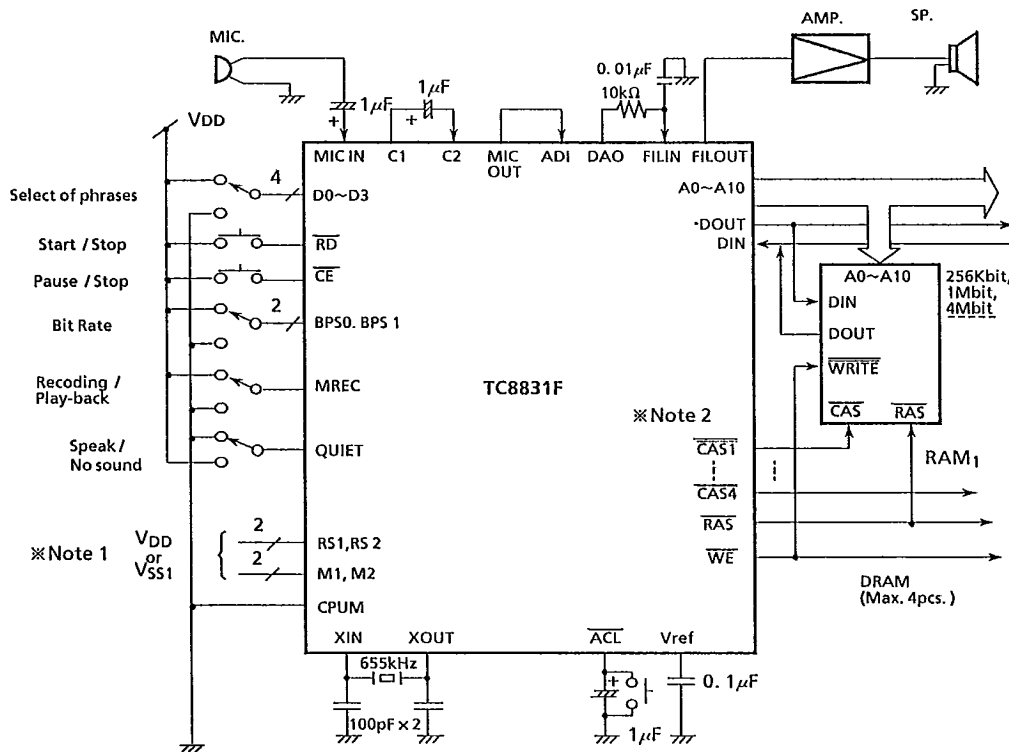 AMP.
SP.
MIC.
0.01μF
10kΩ
1μF
+
1μF
+
VDD
MIC IN
C1
C2
MIC OUT
ADI
DAO
FILIN
FILOUT
Select of phrases
4
D0~D3
A0~A10
Start / Stop
RD
DOUT
DIN
Pause / Stop
CE
A0~A10
256Kbit,
1Mbit,
4Mbit
Bit Rate
2
BPS0. BPS 1
DIN
DOUT
WRITE
CAS
RAS
Recoding /
Play-back
MREC
TC8831F
※Note 2
Speak /
No sound
QUIET
CAS1
RAM1
CAS4
RAS
WE
※Note 1
VDD
or
VSS1
2
RS1,RS 2
2
M1, M2
CPUM
DRAM
(Max. 4pcs.)
XIN
XOUT
ACL
Vref
655kHz
+
0. 1μF
100pF × 2
1μF